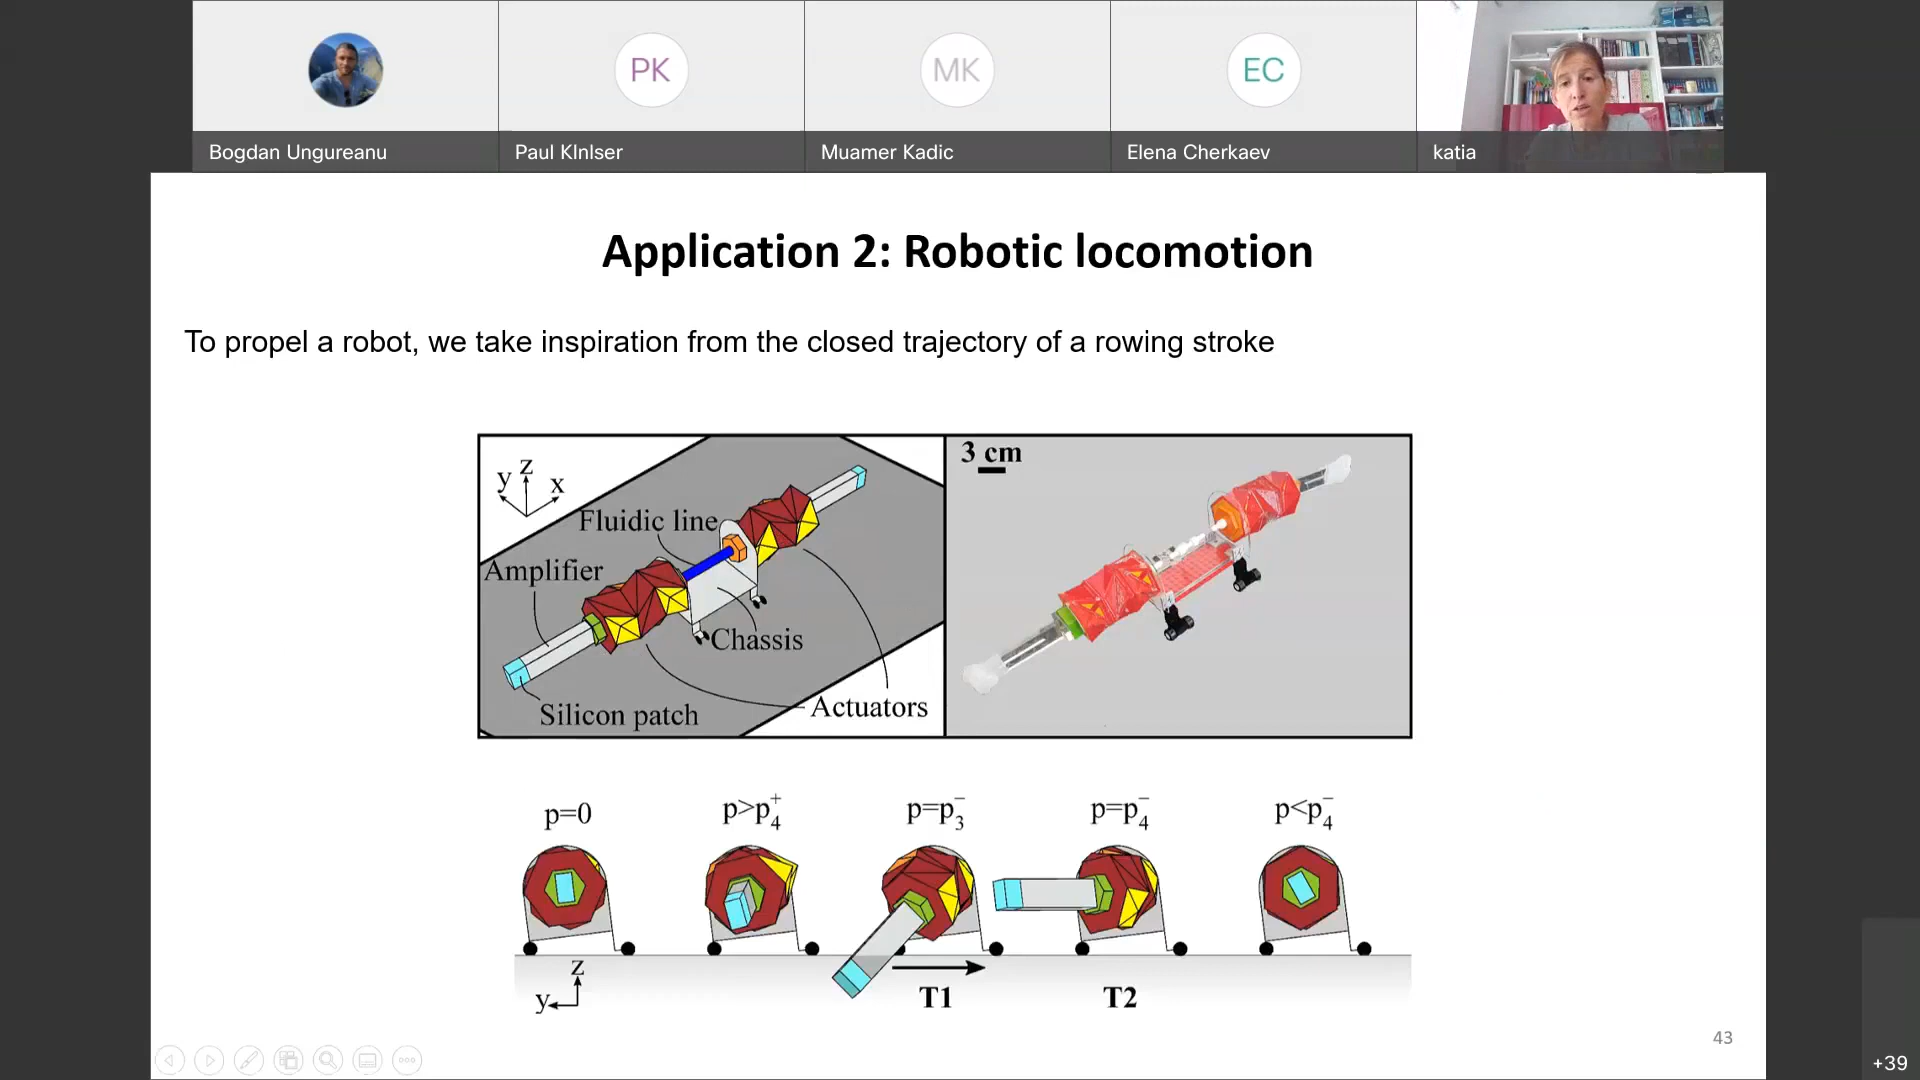 PK
MK
EC
Bogdan Ungureanu
Paul KlnIser
Muamer Kadic
Elena Cherkaev
katia
Application 2: Robotic locomotion
To propel a robot, we take inspiration from the closed trajectory of a rowing stroke
y z x
Fluidic line
Amplifier
Chassis
Silicon patch
Actuators
3 cm
p=0
p>p₄⁺
p=p₃⁻
p=p₄⁻
p<p₄⁻
z
y
T1
T2
43
+39